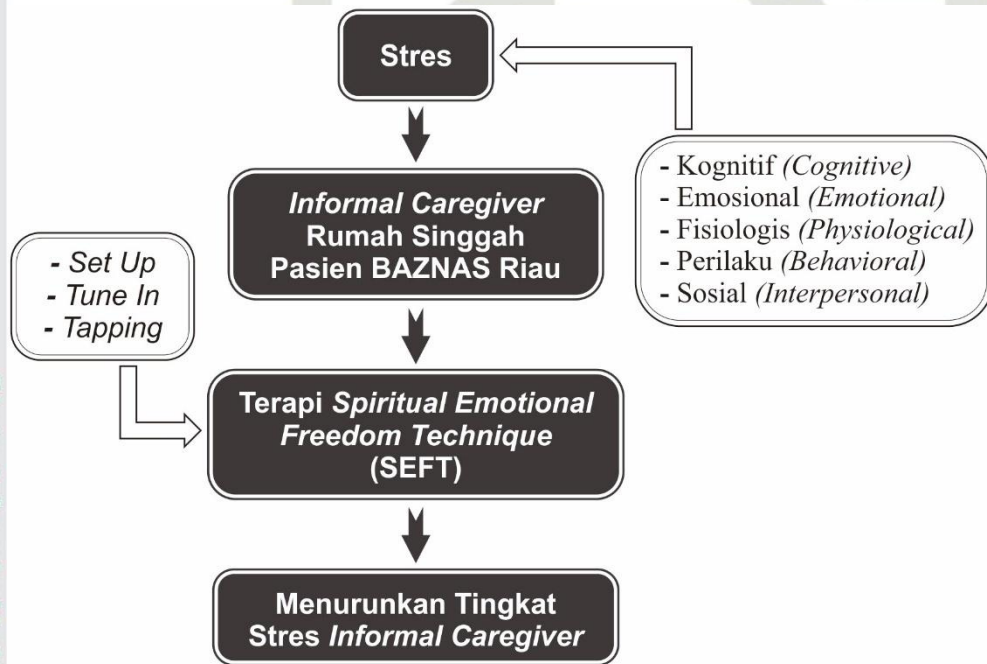 Stres
- Kognitif (Cognitive)
- Emosional (Emotional)
- Fisiologis (Physiological)
- Perilaku (Behavioral)
- Sosial (Interpersonal)
Informal Caregiver
Rumah Singgah
Pasien BAZNAS Riau
- Set Up
- Tune In
- Tapping
Terapi Spiritual Emotional
Freedom Technique
(SEFT)
Menurunkan Tingkat
Stres Informal Caregiver